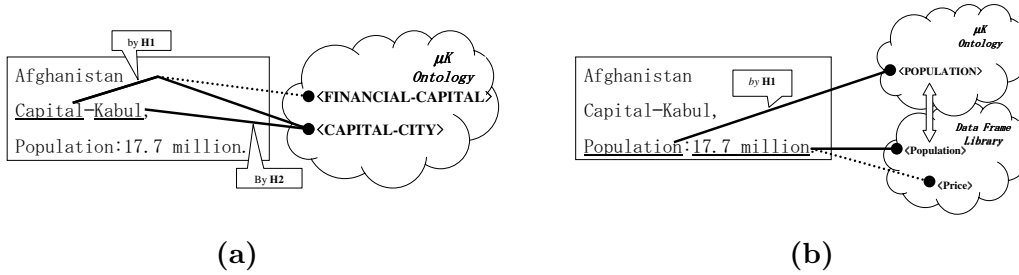 by H1
Afghanistan
Capital-Kabul,
Population:17.7 million.
By H2
μK
Ontology
<FINANCIAL-CAPITAL>
<CAPITAL-CITY>
(a)
Afghanistan
Capital-Kabul,
Population:17.7 million.
by H1
μK
Ontology
<POPULATION>
Data Frame
Library
<Population>
<Price>
(b)